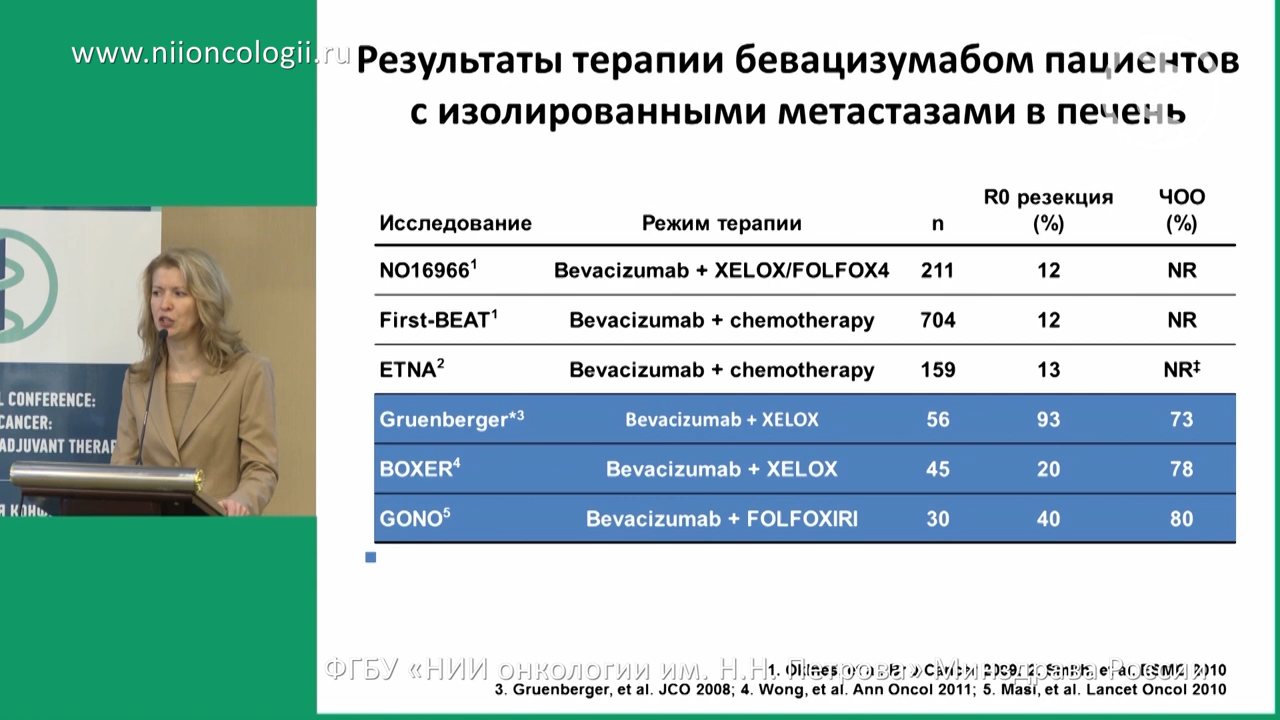 www.niioncologii.ru
Результаты терапии бевацизумабом пациентов
с изолированными метастазами в печень
Исследование Режим терапии n R0 резекция (%) ЧОО (%)
NO16966¹ Bevacizumab + XELOX/FOLFOX4 211 12 NR
First-BEAT¹ Bevacizumab + chemotherapy 704 12 NR
ETNA² Bevacizumab + chemotherapy 159 13 NR‡
Gruenberger*³ Bevacizumab + XELOX 56 93 73
BOXER⁴ Bevacizumab + XELOX 45 20 78
GONO⁵ Bevacizumab + FOLFOXIRI 30 40 80
L CONFERENCE:
CANCER:
ADJUVANT THERAP
ФГБУ «НИИ онкологии им. Н.Н. Петрова» Минздрава России
1. 2009; 2. 2010
3. Gruenberger, et al. JCO 2008; 4. Wong, et al. Ann Oncol 2011; 5. Masi, et al. Lancet Oncol 2010